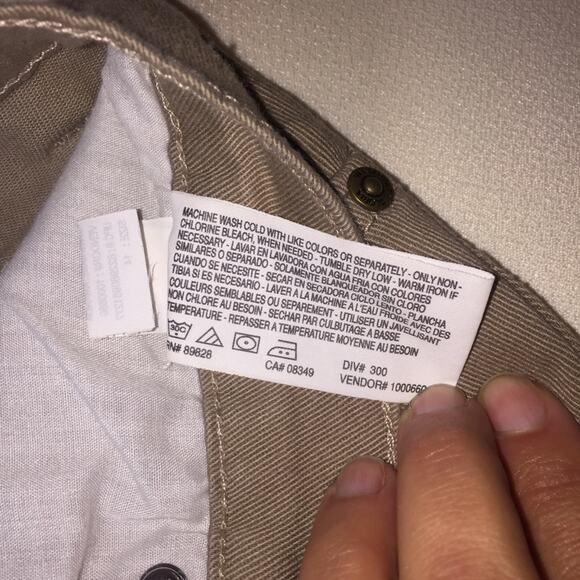 MACHINE WASH COLD WITH LIKE COLORS OR SEPARATELY - ONLY NON-
CHLORINE BLEACH, WHEN NEEDED - TUMBLE DRY LOW - WARM IRON IF
NECESSARY - LAVAR EN LAVADORA CON AGUA FRIA CON COLORES
SIMILARES O SEPARADO - SOLAMENTE BLANQUEADOR SIN CLORO
CUANDO SE NECESITE - SECAR EN SECADORA CICLO LENTO - PLANCHA
TIBIA SI ES NECESARIO - LAVER A LA MACHINE A L'EAU FROIDE AVEC DES
COULEURS SEMBLABLES OU SEPAREMENT - UTILISER UN JAVELLISANT
NON CHLORE AU BESOIN - SECHAR PAR CULBUTAGE A BASSE
TEMPERATURE - REPASSER A TEMPERATURE MOYENNE AU BESOIN
30C
RN# 89828 CA# 08349 DIV# 300
VENDOR# 1000660